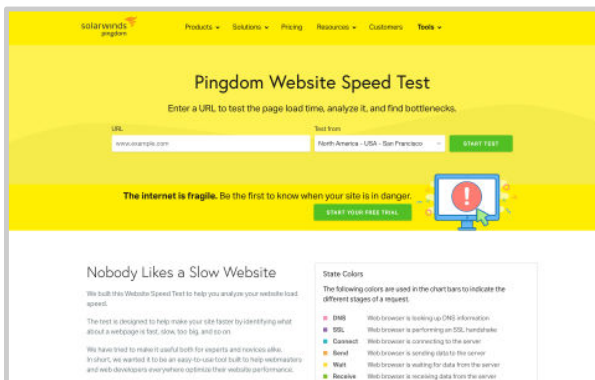 solarwinds
pingdom
Products Solutions Pricing Resources Customers Tools
Pingdom Website Speed Test
Enter a URL to test the page load time, analyze it, and find bottlenecks.
URL
Test from
www.example.com
North America - USA - San Francisco
START TEST
The internet is fragile. Be the first to know when your site is in danger.
START YOUR FREE TRIAL
!
Nobody Likes a Slow Website
We built this Website Speed Test to help you analyze your website load
speed.
The test is designed to help make your site faster by identifying what
about a webpage is fast, slow, too big, and so on.
We have tried to make it useful both for experts and novices alike.
In short, we wanted it to be an easy-to-use tool built to help webmasters
and web developers everywhere optimize their website performance.
State Colors
The following colors are used in the chart bars to indicate the
different stages of a request.
DNS Web browser is looking up DNS information
SSL Web browser is performing an SSL handshake
Connect Web browser is connecting to the server
Send Web browser is sending data to the server
Wait Web browser is waiting for data from the server
Receive Web browser is receiving data from the server